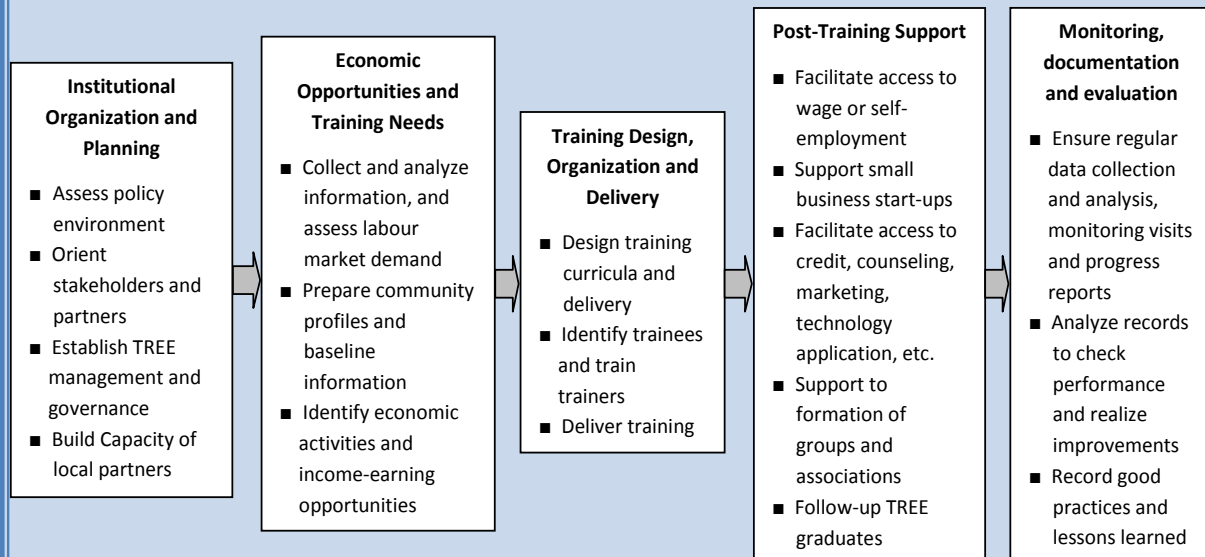 Institutional
Organization and
Planning
■ Assess policy
environment
■ Orient
stakeholders and
partners
■ Establish TREE
management and
governance
■ Build Capacity of
local partners
Economic
Opportunities and
Training Needs
■ Collect and analyze
information, and
assess labour
market demand
■ Prepare community
profiles and
baseline
information
■ Identify economic
activities and
income-earning
opportunities
Training Design,
Organization and
Delivery
■ Design training
curricula and
delivery
■ Identify trainees
and train
trainers
■ Deliver training
Post-Training Support
■ Facilitate access to
wage or self-
employment
■ Support small
business start-ups
■ Facilitate access to
credit, counseling,
marketing,
technology
application, etc.
■ Support to
formation of
groups and
associations
■ Follow-up TREE
graduates
Monitoring,
documentation
and evaluation
■ Ensure regular
data collection
and analysis,
monitoring visits
and progress
reports
■ Analyze records
to check
performance
and realize
improvements
■ Record good
practices and
lessons learned